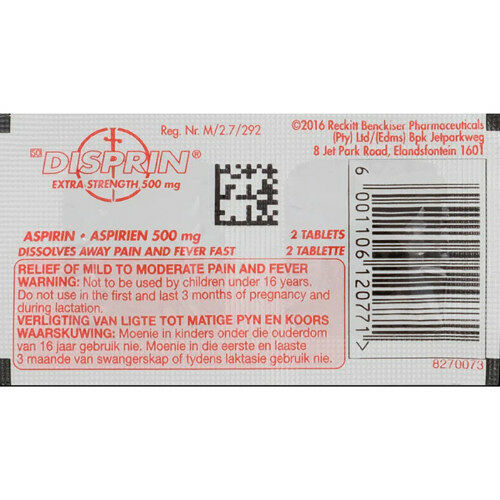 Reg. Nr. M/2.7/292
©2016 Reckitt Benckiser Pharmaceuticals
(Pty) Ltd/(Edms) Bpk Jetparkweg
8 Jet Park Road, Elandsfontein 1601
DISPRIN®
EXTRA STRENGTH 500 mg
ASPIRIN • ASPIRIEN 500 mg 2 TABLETS
DISSOLVES AWAY PAIN AND FEVER FAST 2 TABLETTE
RELIEF OF MILD TO MODERATE PAIN AND FEVER
WARNING: Not to be used by children under 16 years.
Do not use in the first and last 3 months of pregnancy and
during lactation.
VERLIGTING VAN LIGTE TOT MATIGE PYN EN KOORS
WAARSKUWING: Moenie in kinders onder die ouderdom
van 16 jaar gebruik nie. Moenie in die eerste en laaste
3 maande van swangerskap of tydens laktasie gebruik nie.
6 001106 120771 >
8270073